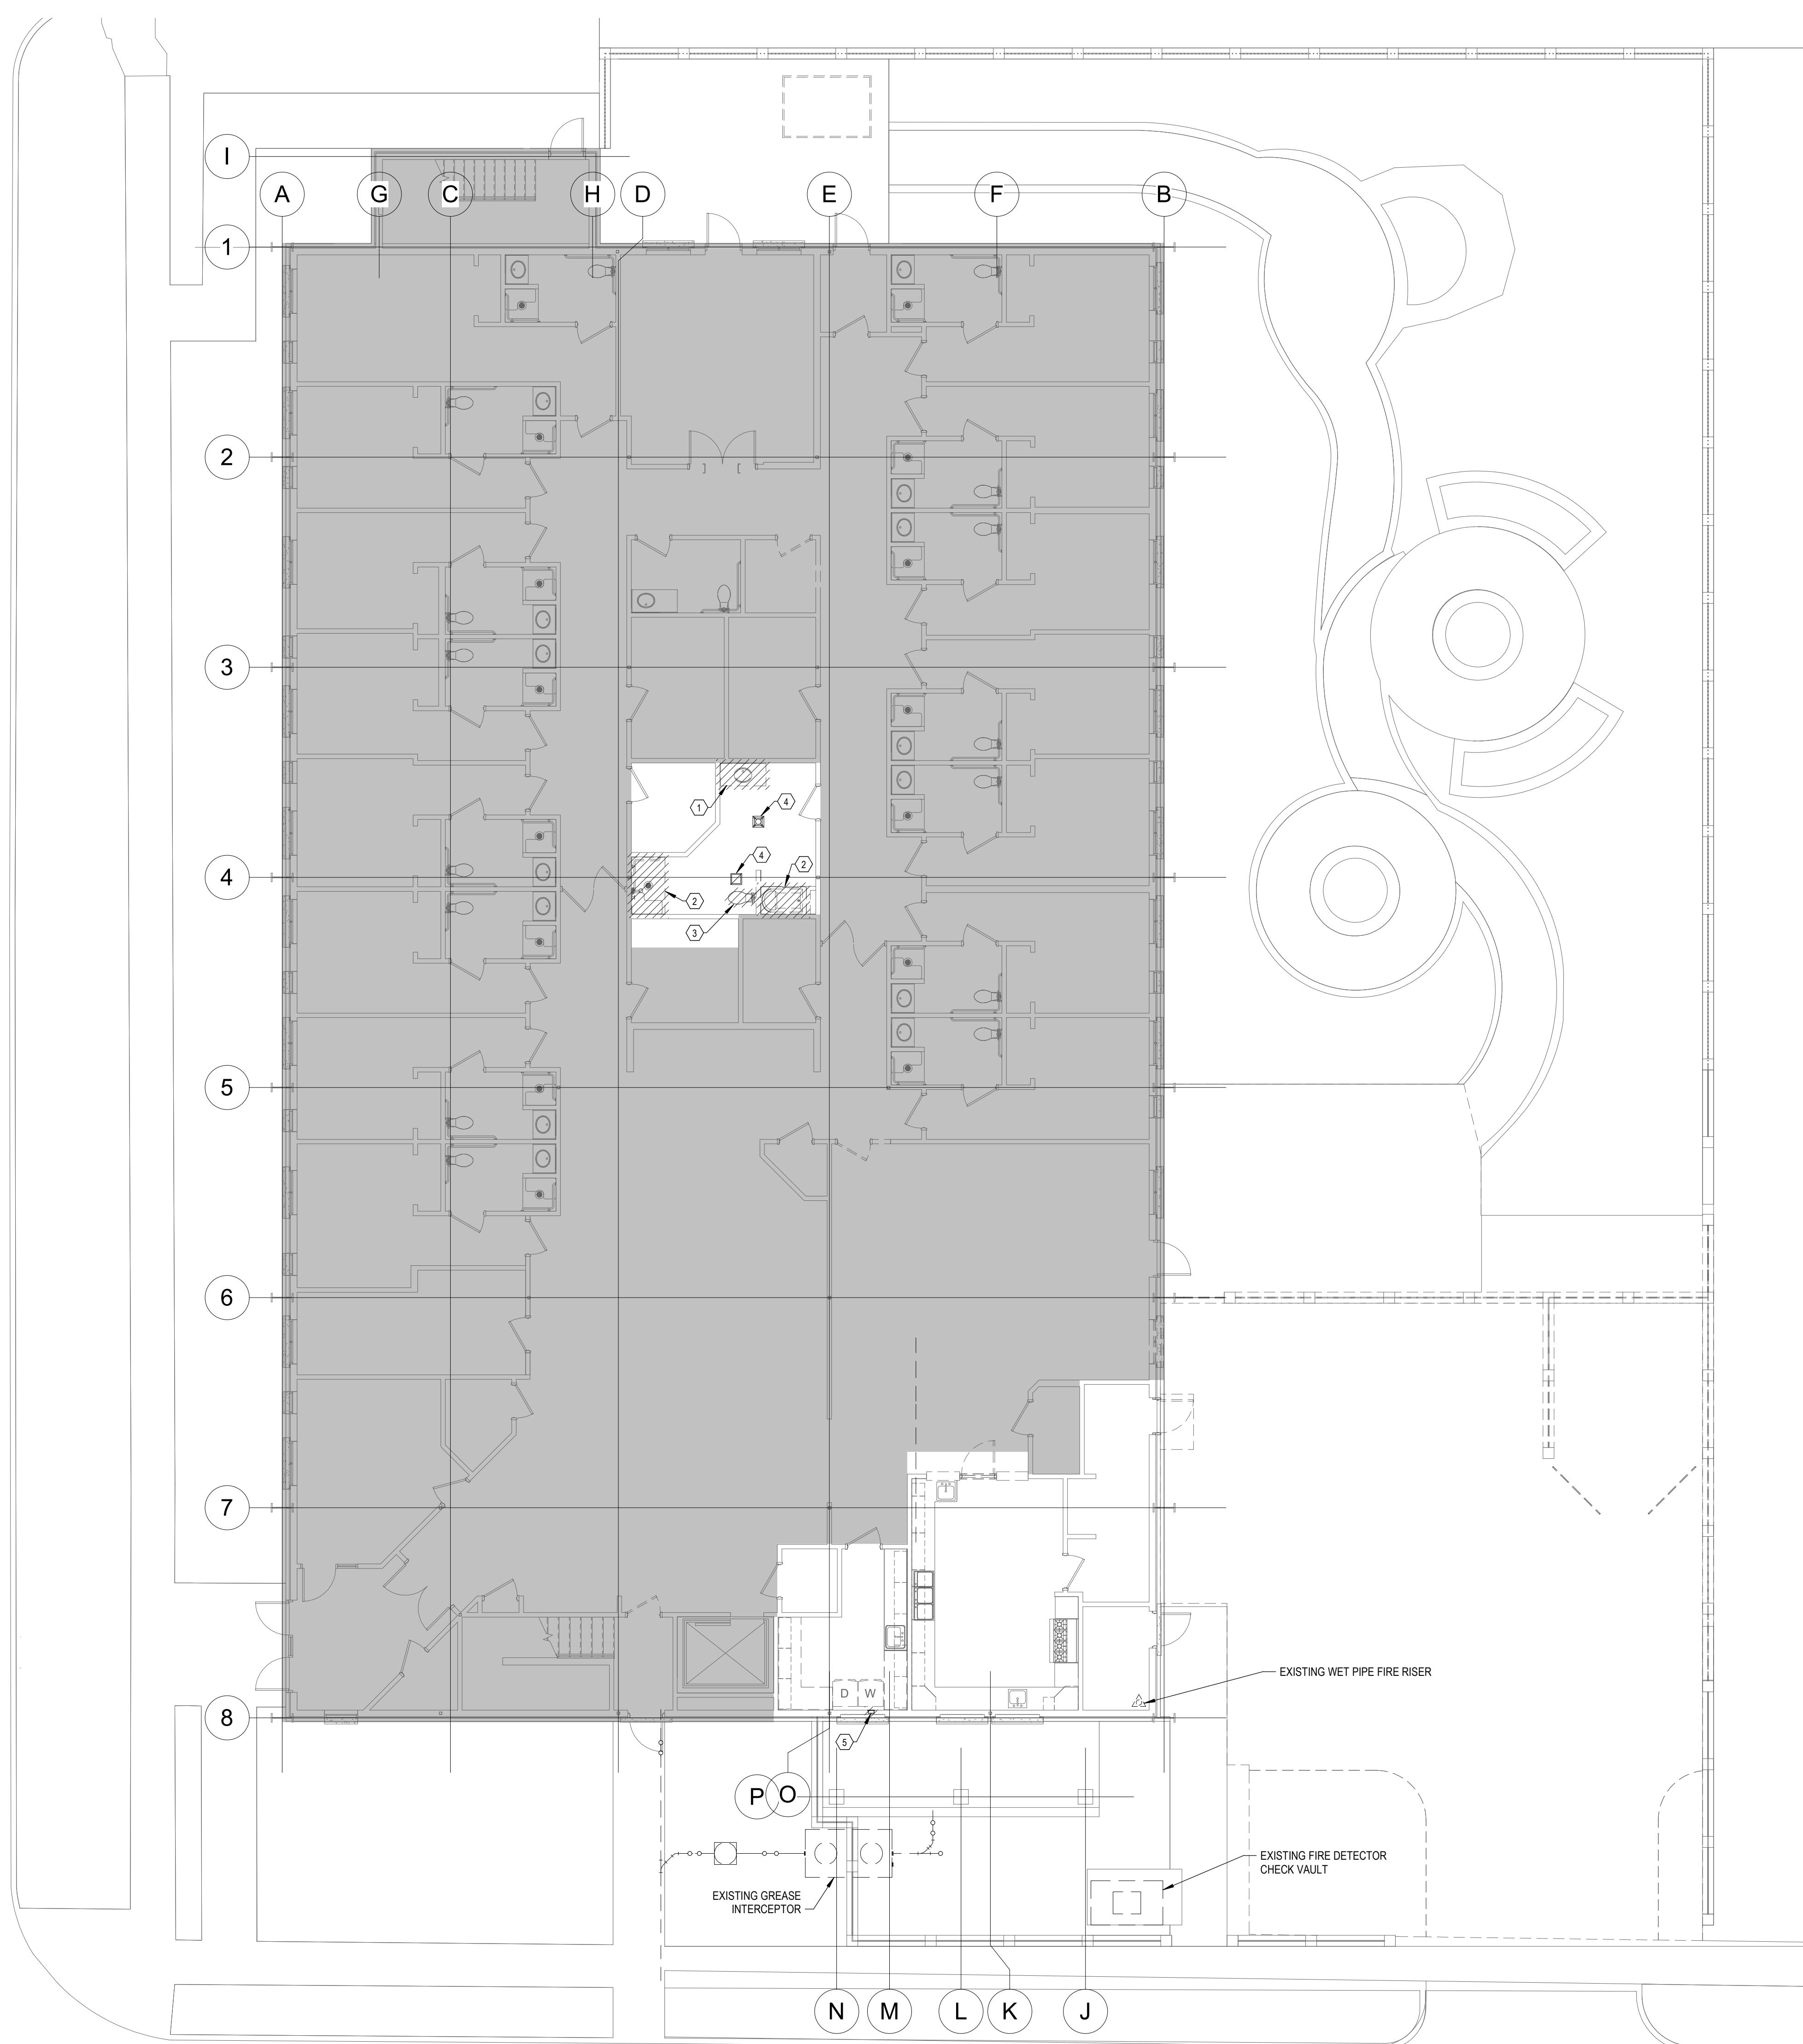 I
A
G
C
H
D
E
F
B
1
2
3
1
4
4
4
2
2
3
5
6
7
D
W
EXISTING WET PIPE FIRE RISER
8
5
P
O
EXISTING FIRE DETECTOR
CHECK VAULT
EXISTING GREASE
INTERCEPTOR
N
M
L
K
J